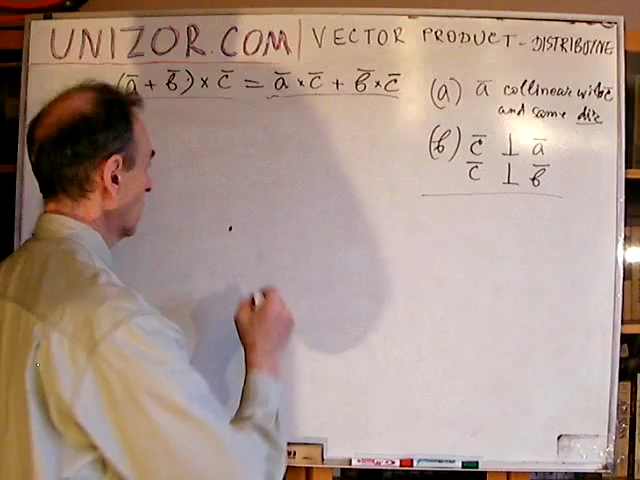 UNIZOR.COM | VECTOR PRODUCT - DISTRIBUTIVE
(a̅ + b̅) × c̅ = a̅ × c̅ + b̅ × c̅
(a) a̅ collinear with c̅
and same dir
(b) c̅ ⊥ a̅
c̅ ⊥ b̅